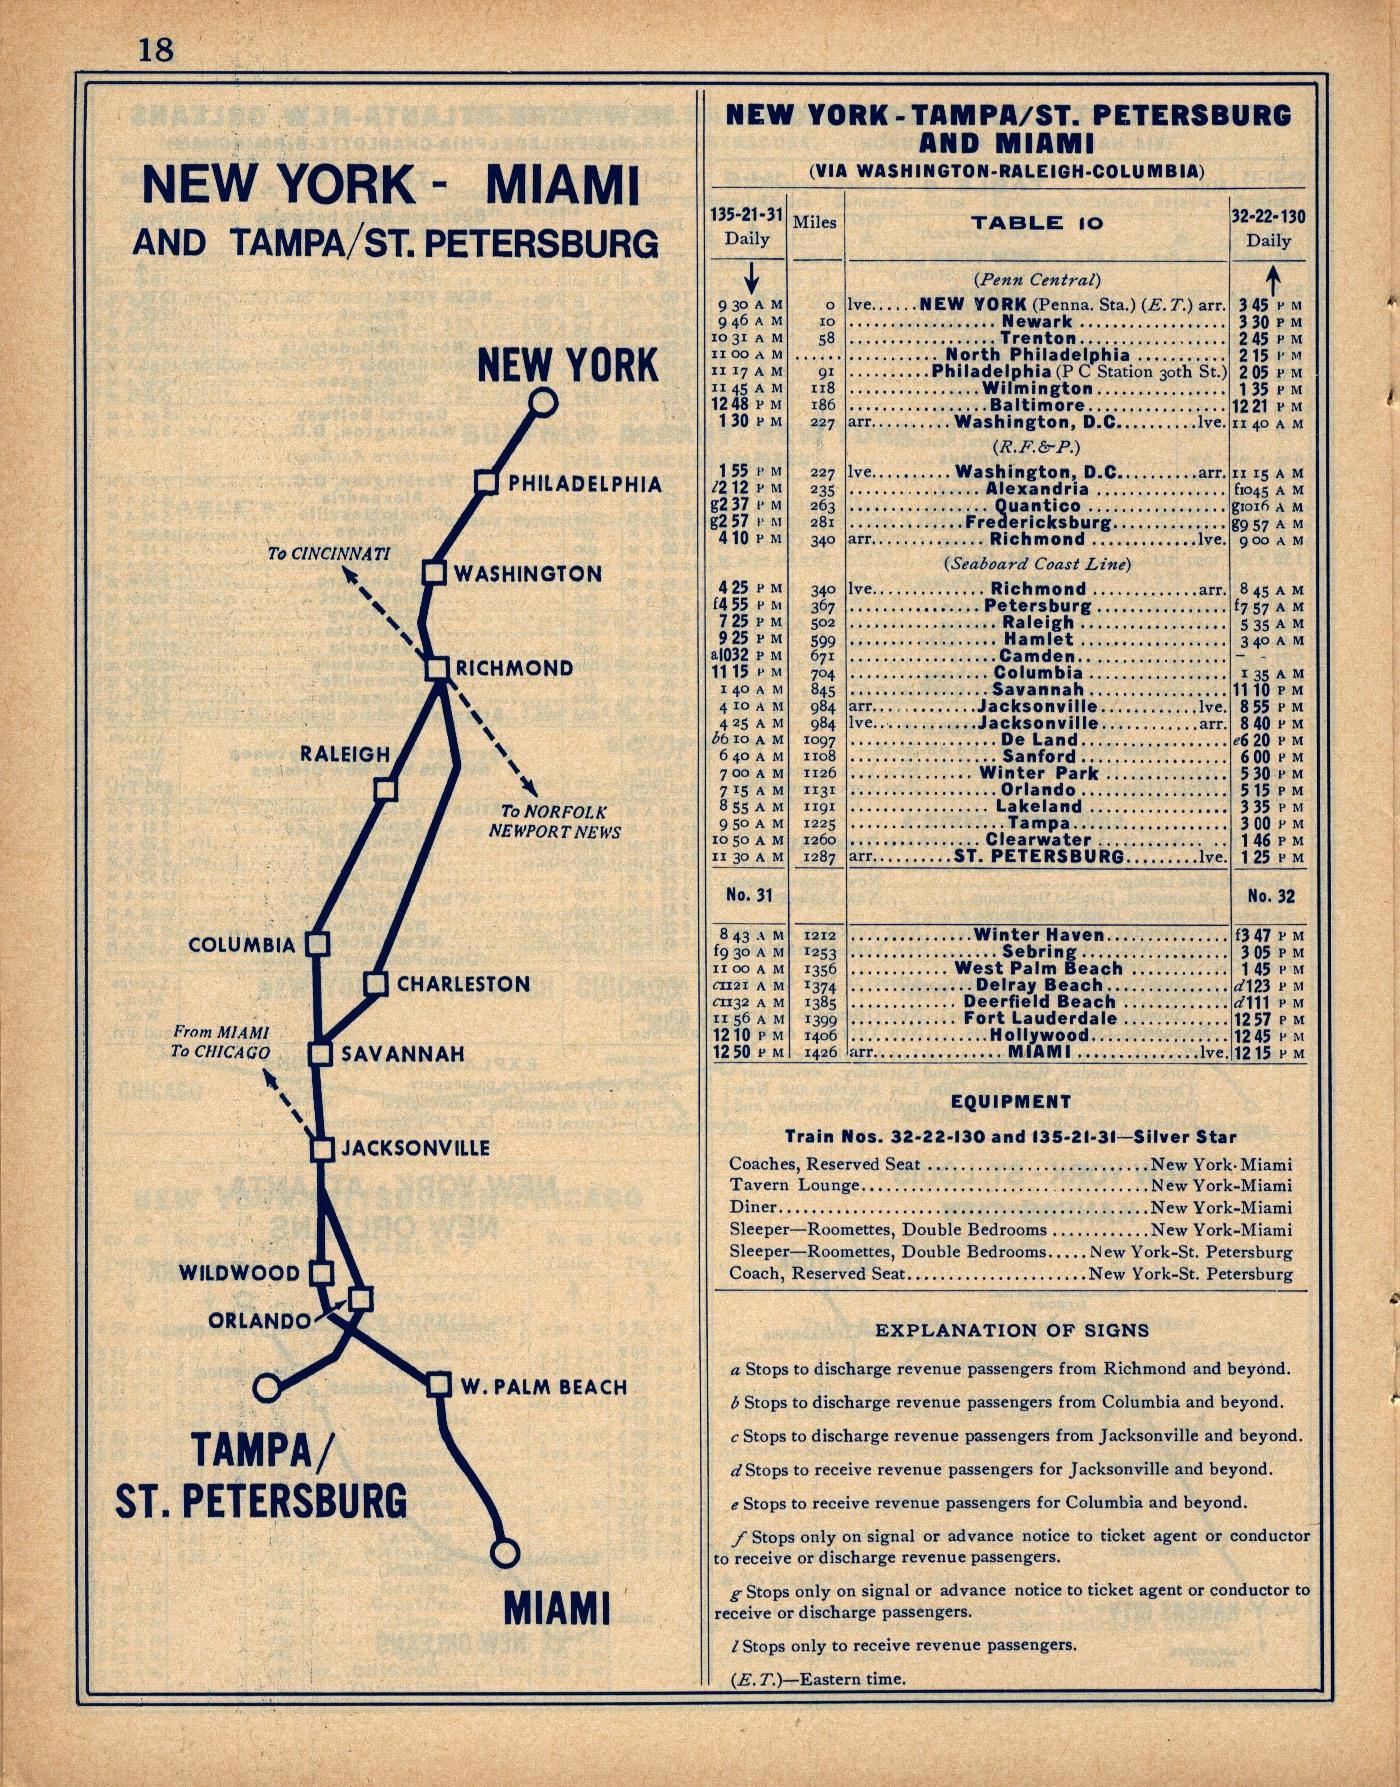 18
NEW YORK - MIAMI
AND TAMPA/ST. PETERSBURG
NEW YORK
PHILADELPHIA
To CINCINNATI
WASHINGTON
RICHMOND
RALEIGH
To NORFOLK
NEWPORT NEWS
COLUMBIA
CHARLESTON
From MIAMI
To CHICAGO
SAVANNAH
JACKSONVILLE
WILDWOOD
ORLANDO
W. PALM BEACH
TAMPA/
ST. PETERSBURG
MIAMI
NEW YORK-TAMPA/ST. PETERSBURG
AND MIAMI
(VIA WASHINGTON-RALEIGH-COLUMBIA)
135-21-31 Daily Miles TABLE 10 32-22-130 Daily
(Penn Central)
9 30 A M 0 lve......NEW YORK (Penna. Sta.) (E.T.) arr. 3 45 P M
9 46 A M 10 Newark 3 30 P M
10 31 A M 58 Trenton 2 45 P M
11 00 A M ...... North Philadelphia 2 15 P M
11 17 A M 91 Philadelphia (P C Station 30th St.) 2 05 P M
11 45 A M 118 Wilmington 1 35 P M
12 48 P M 186 Baltimore 12 21 P M
1 30 P M 227 arr. Washington, D.C. lve. 11 40 A M
(R.F.&P.)
1 55 P M 227 lve. Washington, D.C. arr. 11 15 A M
l2 12 P M 235 Alexandria f1045 A M
g2 37 P M 263 Quantico g1016 A M
g2 57 P M 281 Fredericksburg g9 57 A M
4 10 P M 340 arr. Richmond lve. 9 00 A M
(Seaboard Coast Line)
4 25 P M 340 lve. Richmond arr. 8 45 A M
f4 55 P M 367 Petersburg f7 57 A M
7 25 P M 502 Raleigh 5 35 A M
9 25 P M 599 Hamlet 3 40 A M
a1032 P M 671 Camden - -
11 15 P M 704 Columbia 1 35 A M
1 40 A M 845 Savannah 11 10 P M
4 10 A M 984 arr. Jacksonville lve. 8 55 P M
4 25 A M 984 lve. Jacksonville arr. 8 40 P M
b6 10 A M 1097 De Land e6 20 P M
6 40 A M 1108 Sanford 6 00 P M
7 00 A M 1126 Winter Park 5 30 P M
7 15 A M 1131 Orlando 5 15 P M
8 55 A M 1191 Lakeland 3 35 P M
9 50 A M 1225 Tampa 3 00 P M
10 50 A M 1260 Clearwater 1 46 P M
11 30 A M 1287 arr. ST. PETERSBURG lve. 1 25 P M
No. 31 No. 32
8 43 A M 1212 Winter Haven f3 47 P M
f9 30 A M 1253 Sebring 3 05 P M
11 00 A M 1356 West Palm Beach 1 45 P M
c1121 A M 1374 Delray Beach d123 P M
c1132 A M 1385 Deerfield Beach d111 P M
11 56 A M 1399 Fort Lauderdale 12 57 P M
12 10 P M 1406 Hollywood 12 45 P M
12 50 P M 1426 arr. MIAMI lve. 12 15 P M
EQUIPMENT
Train Nos. 32-22-130 and 135-21-31—Silver Star
Coaches, Reserved Seat New York-Miami
Tavern Lounge New York-Miami
Diner New York-Miami
Sleeper—Roomettes, Double Bedrooms New York-Miami
Sleeper—Roomettes, Double Bedrooms New York-St. Petersburg
Coach, Reserved Seat New York-St. Petersburg
EXPLANATION OF SIGNS
a Stops to discharge revenue passengers from Richmond and beyond.
b Stops to discharge revenue passengers from Columbia and beyond.
c Stops to discharge revenue passengers from Jacksonville and beyond.
d Stops to receive revenue passengers for Jacksonville and beyond.
e Stops to receive revenue passengers for Columbia and beyond.
f Stops only on signal or advance notice to ticket agent or conductor
to receive or discharge revenue passengers.
g Stops only on signal or advance notice to ticket agent or conductor to
receive or discharge passengers.
l Stops only to receive revenue passengers.
(E.T.)—Eastern time.